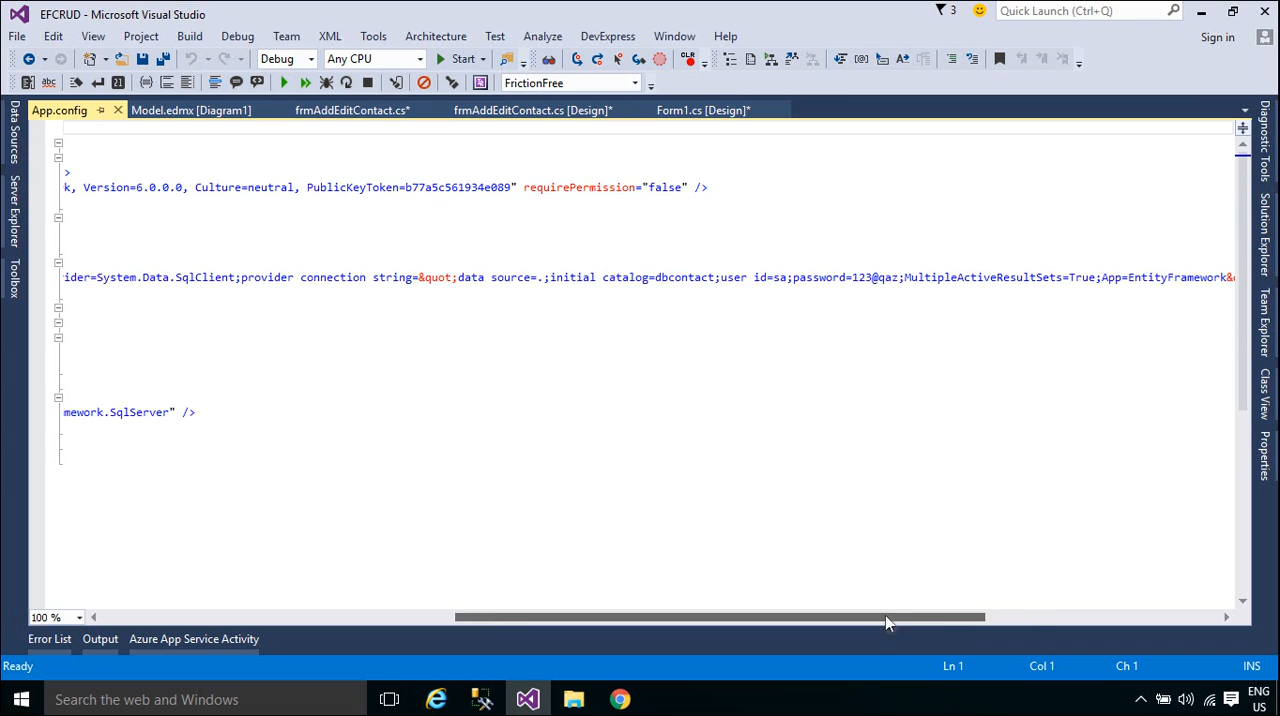 EFCRUD - Microsoft Visual Studio
3
Quick Launch (Ctrl+Q)
File Edit View Project Build Debug Team XML Tools Architecture Test Analyze DevExpress Window Help
Sign in
Debug Any CPU Start
CLR
abc FrictionFree
App.config Model.edmx [Diagram1] frmAddEditContact.cs* frmAddEditContact.cs [Design]* Form1.cs [Design]*
Data Sources
Server Explorer
Toolbox
>
k, Version=6.0.0.0, Culture=neutral, PublicKeyToken=b77a5c561934e089" requirePermission="false" />
ider=System.Data.SqlClient;provider connection string=&quot;data source=.;initial catalog=dbcontact;user id=sa;password=123@qaz;MultipleActiveResultSets=True;App=EntityFramework&
mework.SqlServer" />
Diagnostic Tools
Solution Explorer
Team Explorer
Class View
Properties
100 %
Error List Output Azure App Service Activity
Ready Ln 1 Col 1 Ch 1 INS
Search the web and Windows
ENG
US